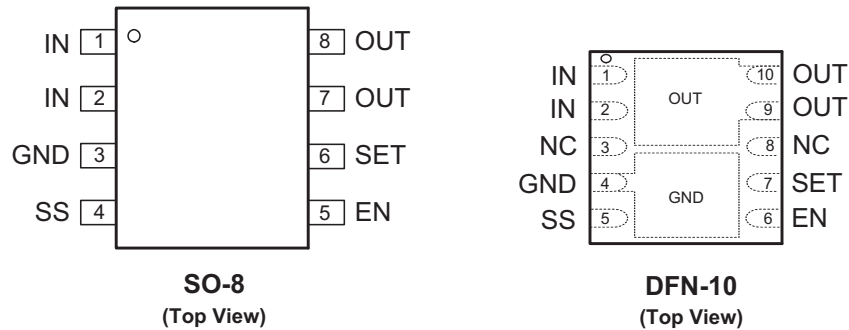 IN 1 8 OUT
IN 2 7 OUT
GND 3 6 SET
SS 4 5 EN
SO-8
(Top View)
IN 1 10 OUT
IN 2 OUT 9 OUT
NC 3 8 NC
GND 4 7 SET
GND
SS 5 6 EN
DFN-10
(Top View)